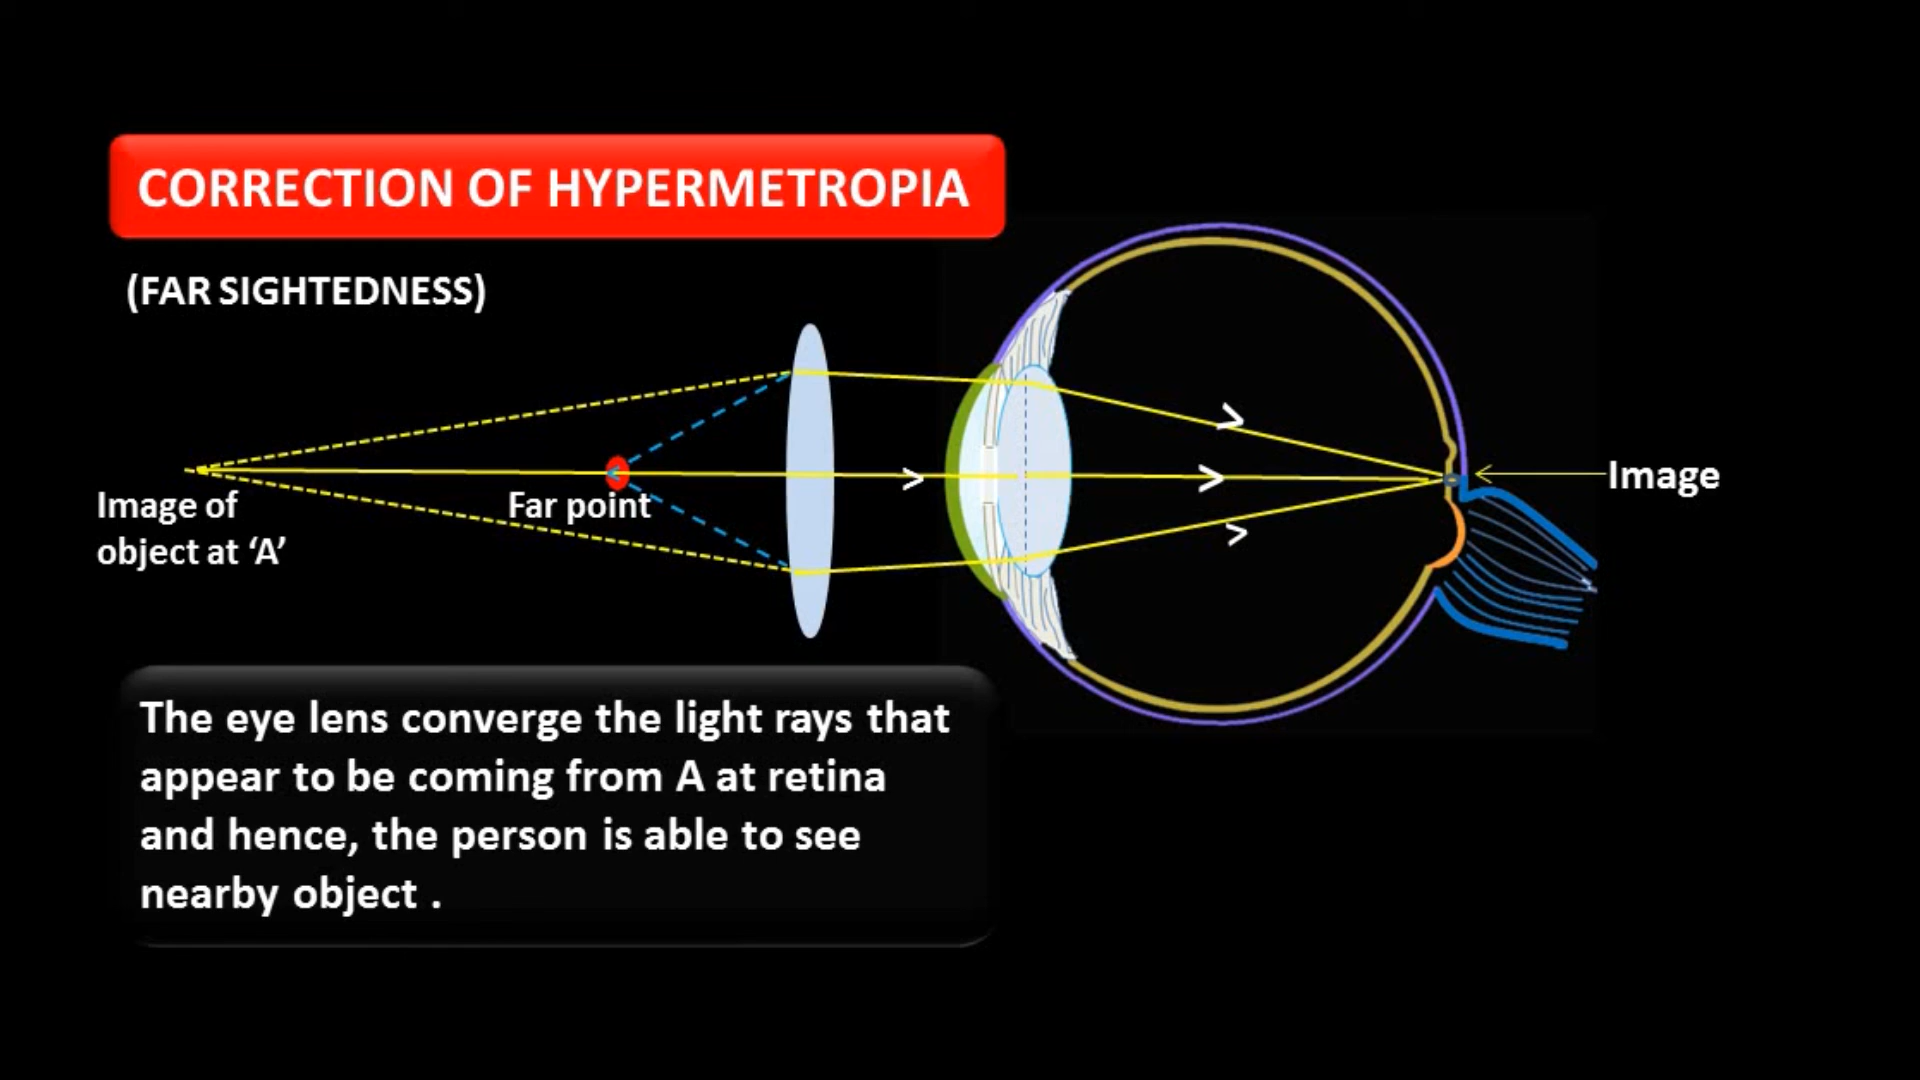 CORRECTION OF HYPERMETROPIA
(FAR SIGHTEDNESS)
Image of
object at ‘A’
Far point
Image
The eye lens converge the light rays that
appear to be coming from A at retina
and hence, the person is able to see
nearby object .